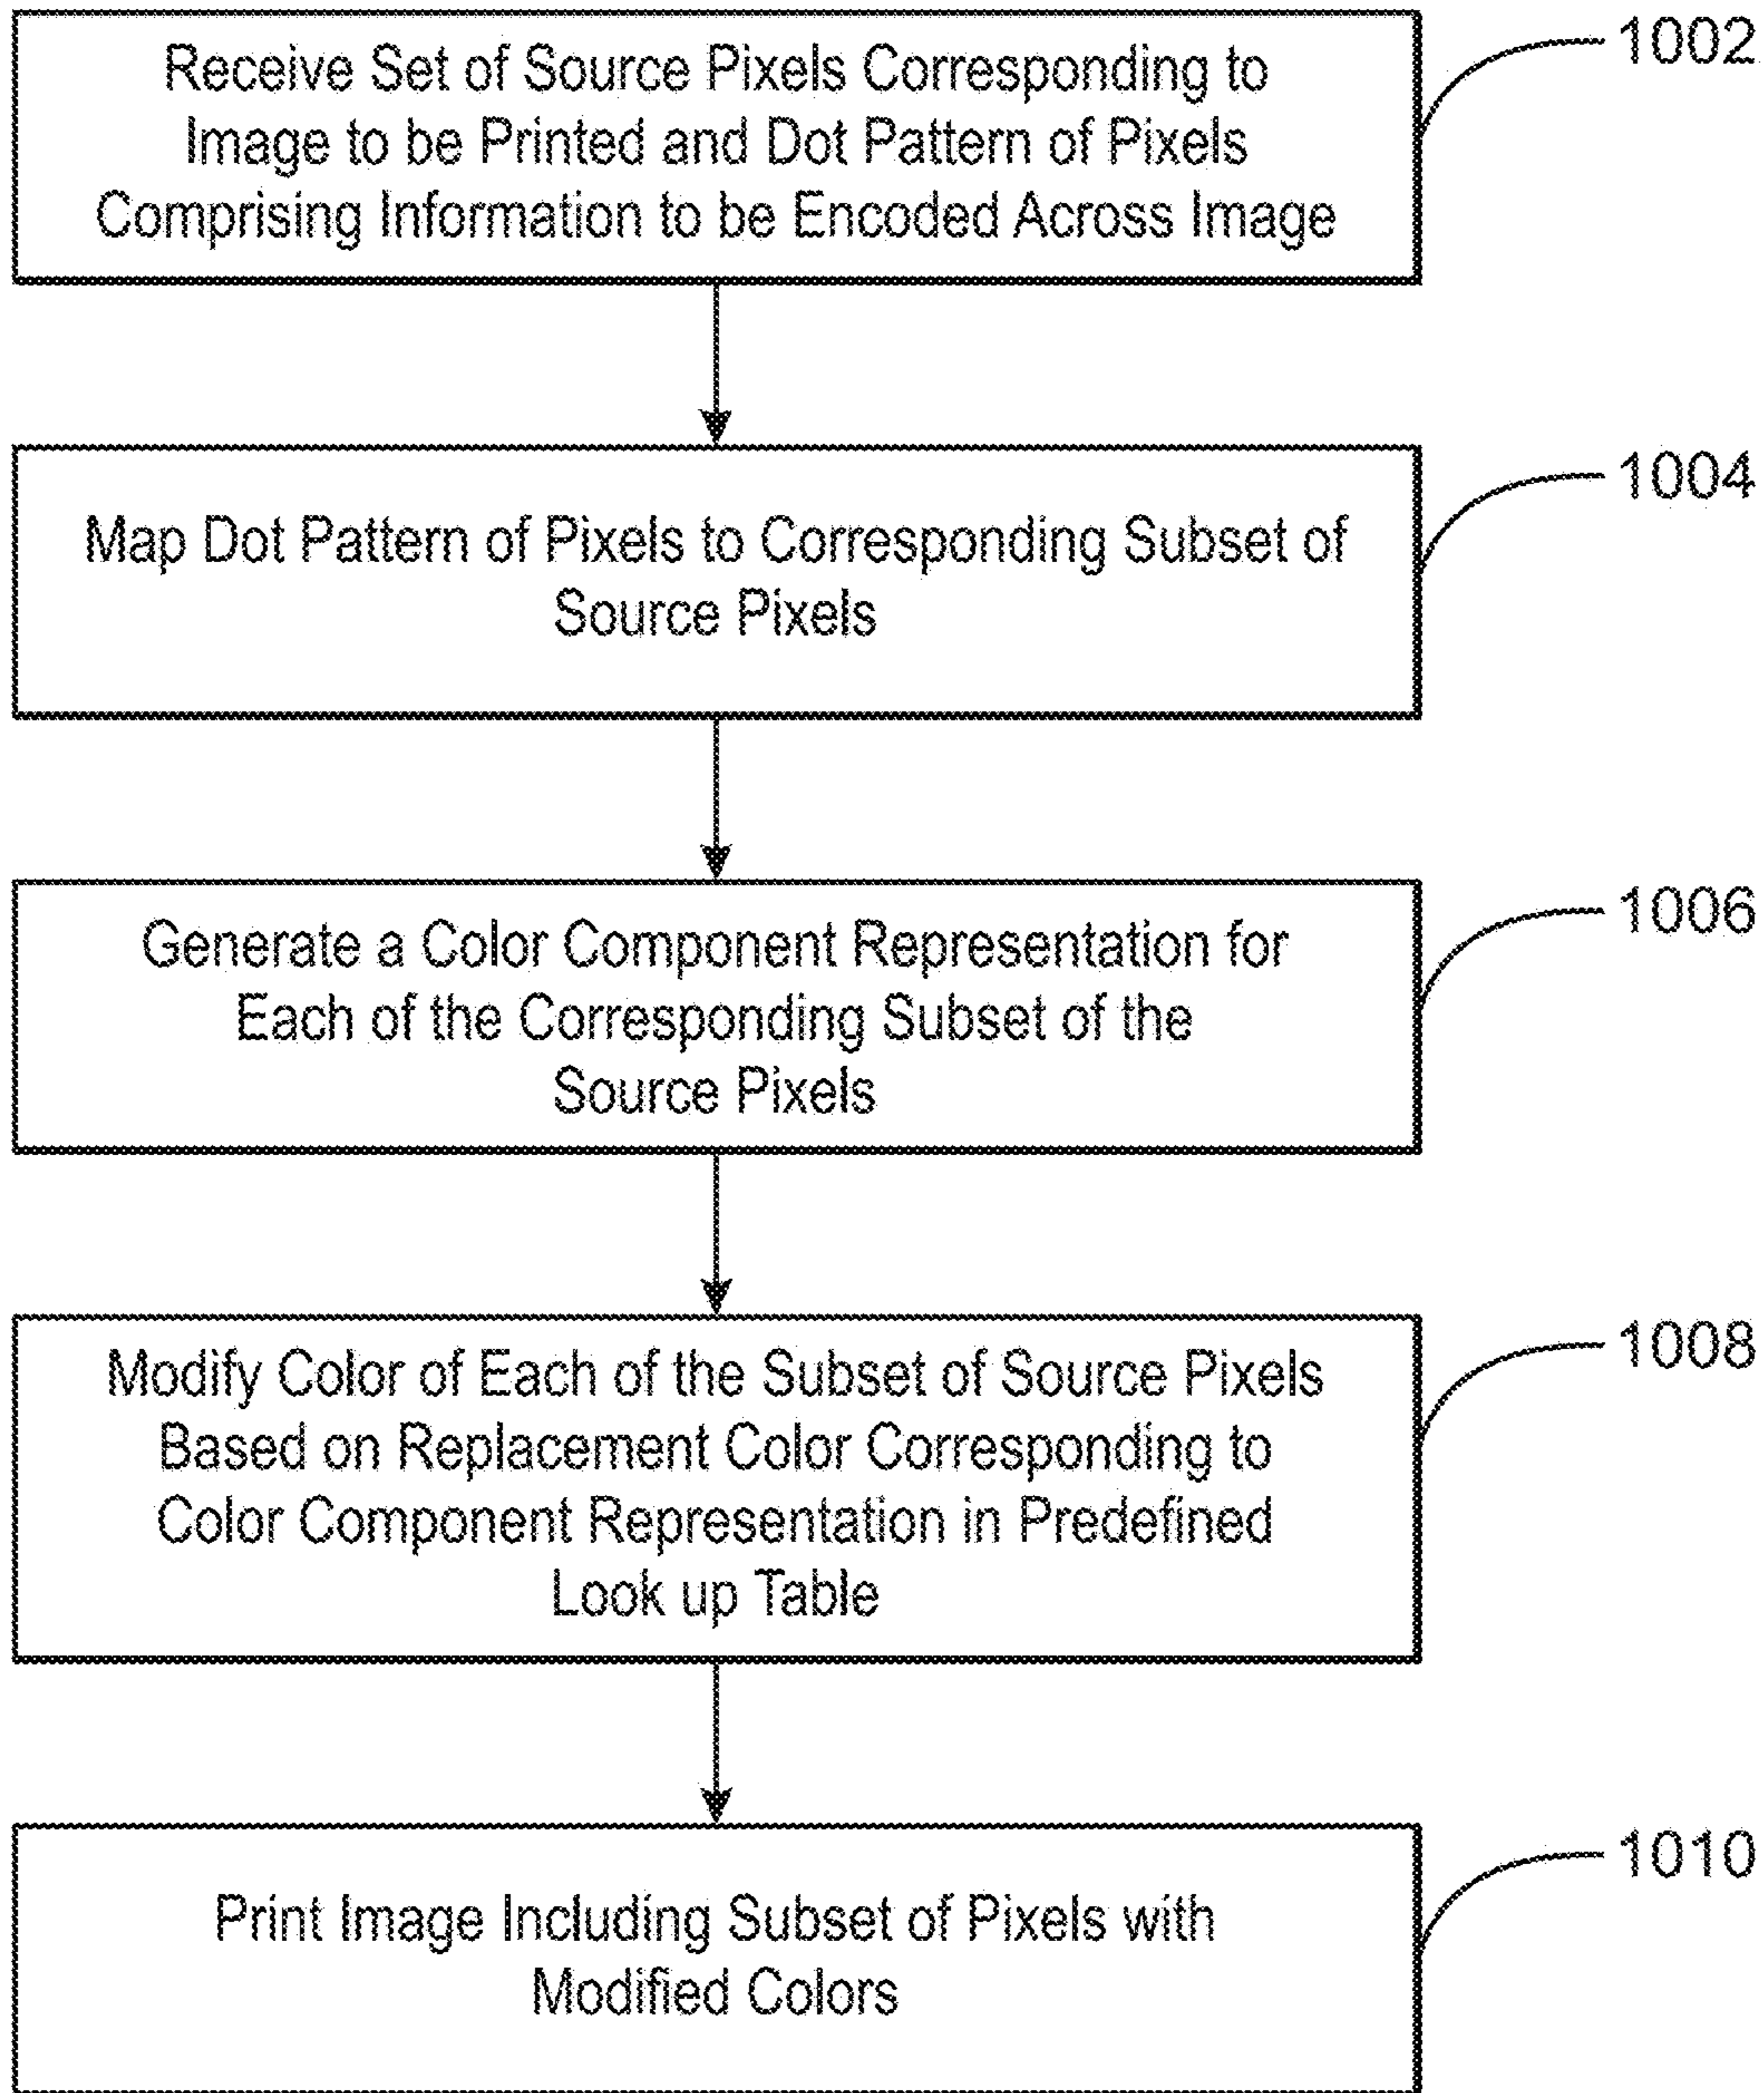 Receive Set of Source Pixels Corresponding to
Image to be Printed and Dot Pattern of Pixels
Comprising Information to be Encoded Across Image
1002
Map Dot Pattern of Pixels to Corresponding Subset of
Source Pixels
1004
Generate a Color Component Representation for
Each of the Corresponding Subset of the
Source Pixels
1006
Modify Color of Each of the Subset of Source Pixels
Based on Replacement Color Corresponding to
Color Component Representation in Predefined
Look up Table
1008
Print Image Including Subset of Pixels with
Modified Colors
1010